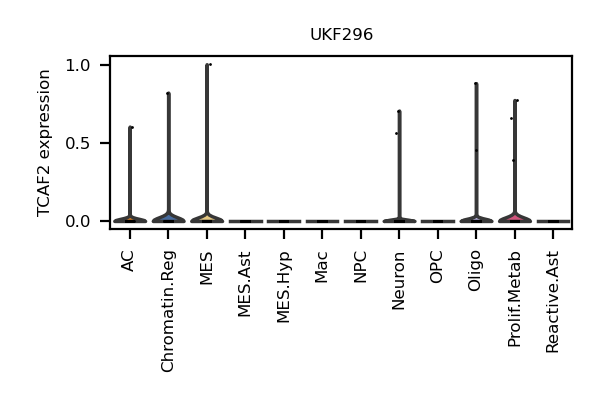 UKF296
TCAF2 expression
1.0
0.5
0.0
AC
Chromatin.Reg
MES
MES.Ast
MES.Hyp
Mac
NPC
Neuron
OPC
Oligo
Prolif.Metab
Reactive.Ast